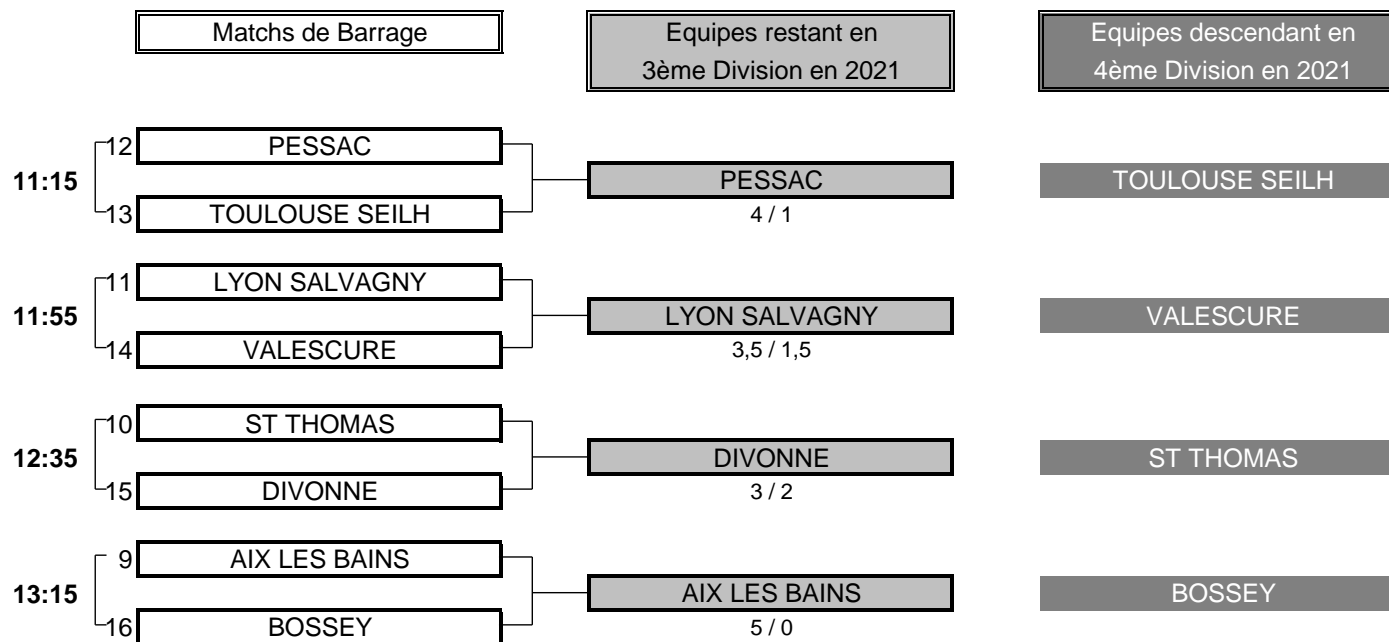 Matchs de Barrage
Equipes restant en
3ème Division en 2021
Equipes descendant en
4ème Division en 2021
12 PESSAC
11:15
PESSAC
TOULOUSE SEILH
13 TOULOUSE SEILH
4 / 1
11 LYON SALVAGNY
11:55
LYON SALVAGNY
VALESCURE
14 VALESCURE
3,5 / 1,5
10 ST THOMAS
12:35
DIVONNE
ST THOMAS
15 DIVONNE
3 / 2
9 AIX LES BAINS
13:15
AIX LES BAINS
BOSSEY
16 BOSSEY
5 / 0